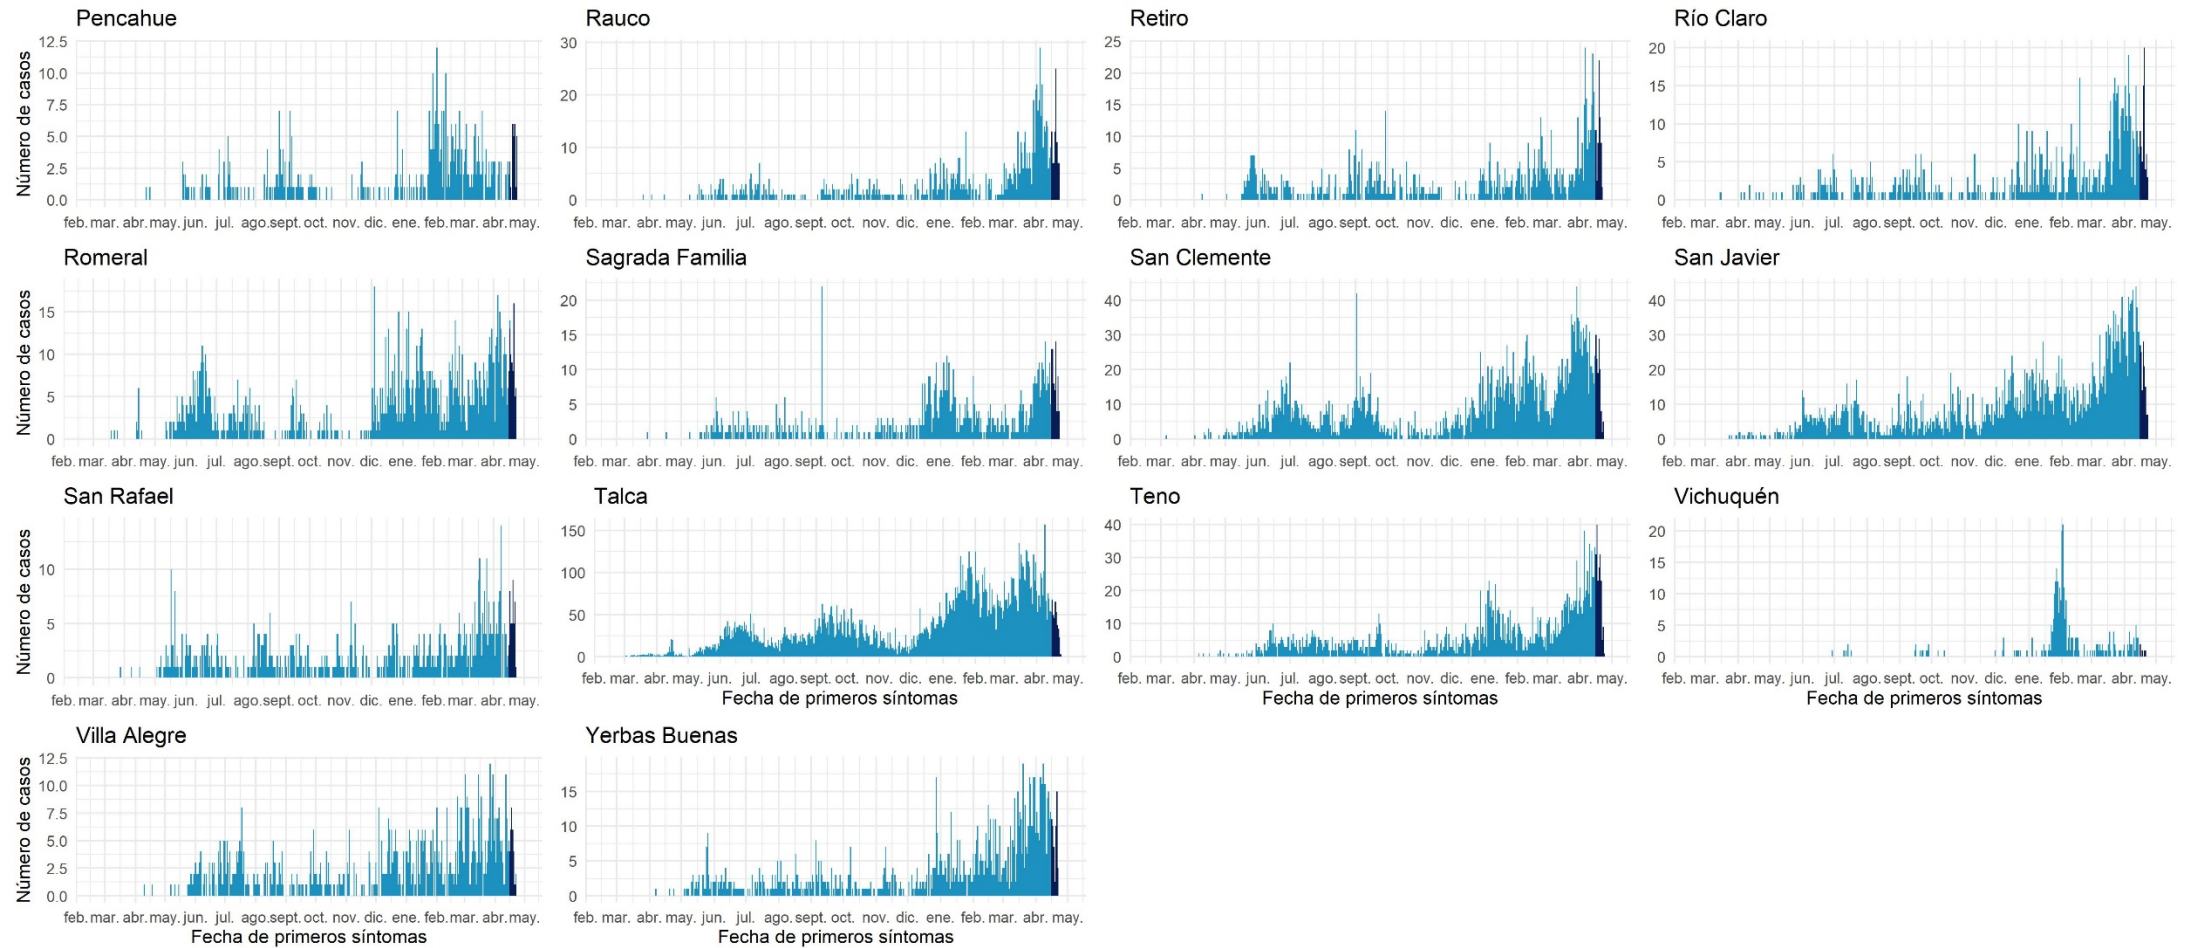 Pencahue
Número de casos
12.5
10.0
7.5
5.0
2.5
0.0
feb. mar. abr. may. jun. jul. ago. sept. oct. nov. dic. ene. feb. mar. abr. may.
Rauco
30
20
10
0
feb. mar. abr. may. jun. jul. ago. sept. oct. nov. dic. ene. feb. mar. abr. may.
Retiro
25
20
15
10
5
0
feb. mar. abr. may. jun. jul. ago. sept. oct. nov. dic. ene. feb. mar. abr. may.
Río Claro
20
15
10
5
0
feb. mar. abr. may. jun. jul. ago. sept. oct. nov. dic. ene. feb. mar. abr. may.
Romeral
Número de casos
15
10
5
0
feb. mar. abr. may. jun. jul. ago. sept. oct. nov. dic. ene. feb. mar. abr. may.
Sagrada Familia
20
15
10
5
0
feb. mar. abr. may. jun. jul. ago. sept. oct. nov. dic. ene. feb. mar. abr. may.
San Clemente
40
30
20
10
0
feb. mar. abr. may. jun. jul. ago. sept. oct. nov. dic. ene. feb. mar. abr. may.
San Javier
40
30
20
10
0
feb. mar. abr. may. jun. jul. ago. sept. oct. nov. dic. ene. feb. mar. abr. may.
San Rafael
Número de casos
10
5
0
feb. mar. abr. may. jun. jul. ago. sept. oct. nov. dic. ene. feb. mar. abr. may.
Talca
150
100
50
0
feb. mar. abr. may. jun. jul. ago. sept. oct. nov. dic. ene. feb. mar. abr. may.
Fecha de primeros síntomas
Teno
40
30
20
10
0
feb. mar. abr. may. jun. jul. ago. sept. oct. nov. dic. ene. feb. mar. abr. may.
Fecha de primeros síntomas
Vichuquén
20
15
10
5
0
feb. mar. abr. may. jun. jul. ago. sept. oct. nov. dic. ene. feb. mar. abr. may.
Fecha de primeros síntomas
Villa Alegre
Número de casos
12.5
10.0
7.5
5.0
2.5
0.0
feb. mar. abr. may. jun. jul. ago. sept. oct. nov. dic. ene. feb. mar. abr. may.
Fecha de primeros síntomas
Yerbas Buenas
15
10
5
0
feb. mar. abr. may. jun. jul. ago. sept. oct. nov. dic. ene. feb. mar. abr. may.
Fecha de primeros síntomas